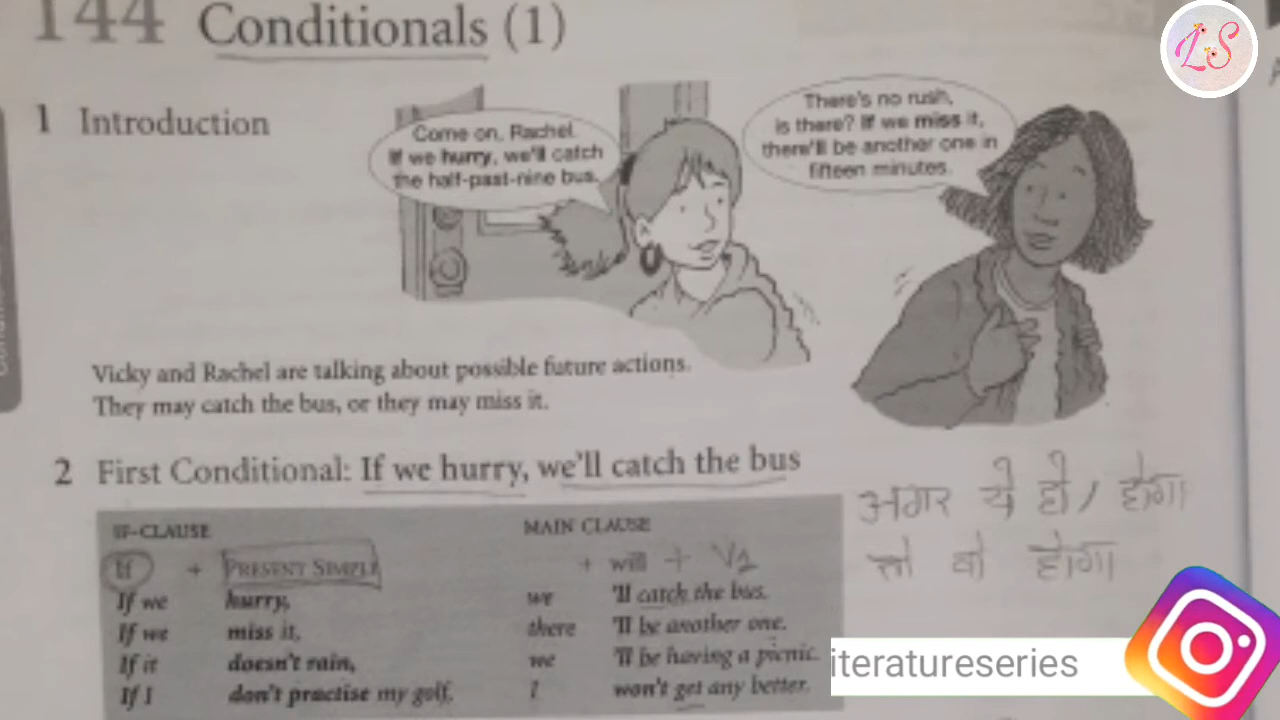 144 Conditionals (1)
LS
1 Introduction
Come on, Rachel.
If we hurry, we'll catch
the half-past-nine bus.
There's no rush,
is there? If we miss it,
there'll be another one in
fifteen minutes.
Vicky and Rachel are talking about possible future actions.
They may catch the bus, or they may miss it.
2 First Conditional: If we hurry, we'll catch the bus
अगर ये हो / होगा
तो वो होगा
IF-CLAUSE MAIN CLAUSE
If + PRESENT SIMPLE + will + V1
If we hurry, we 'll catch the bus.
If we miss it, there 'll be another one.
If it doesn't rain, we 'll be having a picnic.
If I don't practise my golf, I won't get any better.
iteratureseries